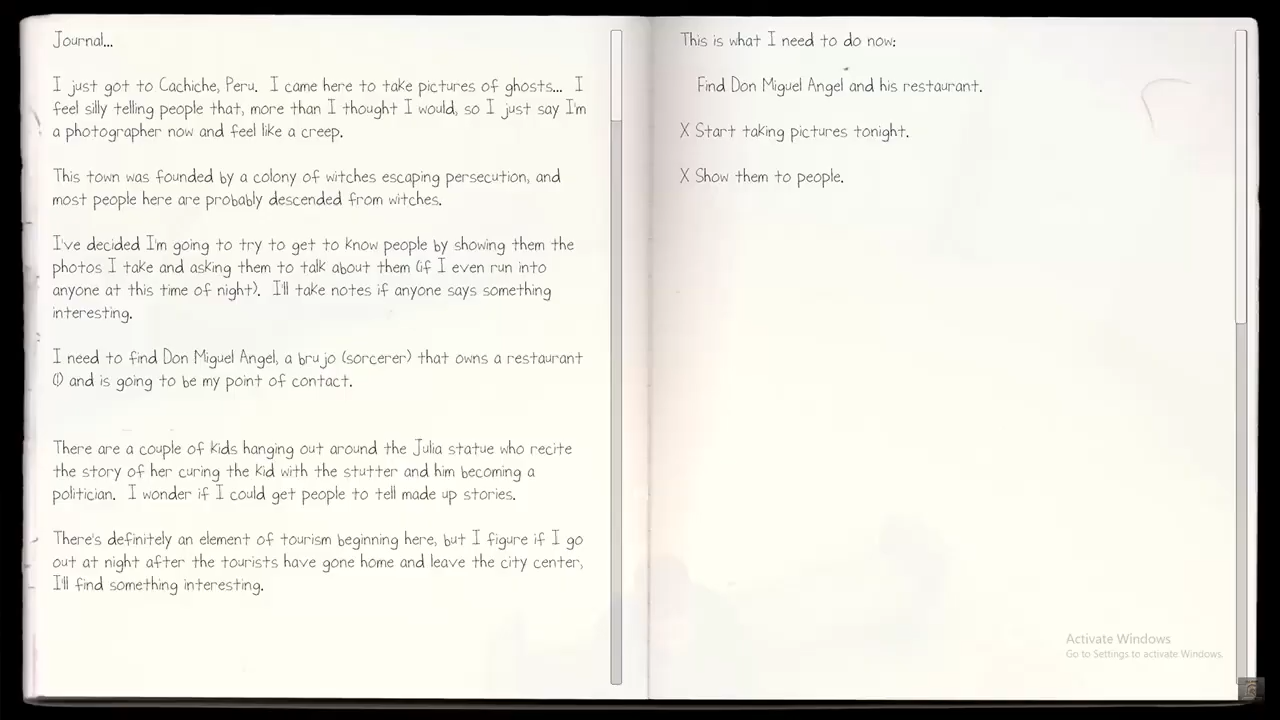 Journal...
I just got to Cachiche, Peru. I came here to take pictures of ghosts... I
feel silly telling people that, more than I thought I would, so I just say I'm
a photographer now and feel like a creep.
This town was founded by a colony of witches escaping persecution, and
most people here are probably descended from witches.
I've decided I'm going to try to get to know people by showing them the
photos I take and asking them to talk about them (if I even run into
anyone at this time of night). I'll take notes if anyone says something
interesting.
I need to find Don Miguel Angel, a brujo (sorcerer) that owns a restaurant
(!) and is going to be my point of contact.
There are a couple of kids hanging out around the Julia statue who recite
the story of her curing the kid with the stutter and him becoming a
politician. I wonder if I could get people to tell made up stories.
There's definitely an element of tourism beginning here, but I figure if I go
out at night after the tourists have gone home and leave the city center,
I'll find something interesting.
This is what I need to do now:
Find Don Miguel Angel and his restaurant.
X Start taking pictures tonight.
X Show them to people.
Activate Windows
Go to Settings to activate Windows.